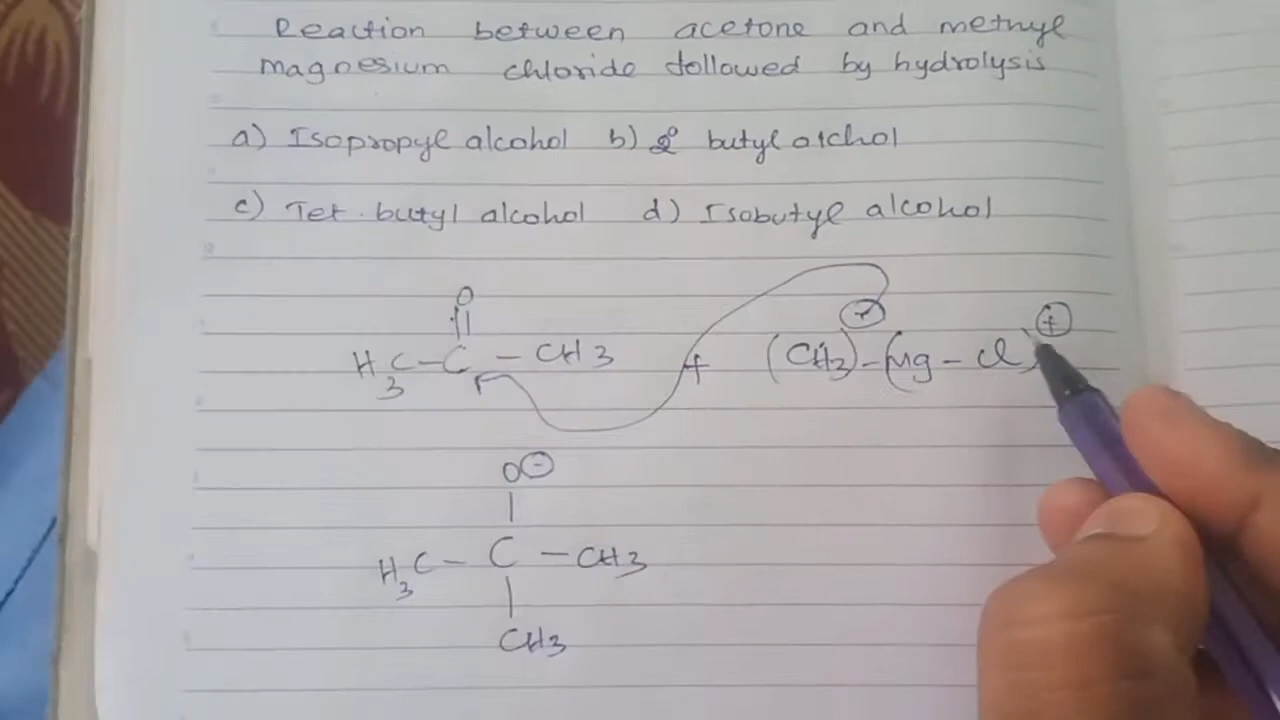 Reaction between acetone and methyl
magnesium chloride followed by hydrolysis
a) Isopropyl alcohol b) 2° butyl alchol
c) Tet. butyl alcohol d) Isobutyl alcohol
O
||
H3C-C-CH3 + (CH3)-(Mg-Cl)⊕
O⊖
|
H3C-C-CH3
|
CH3